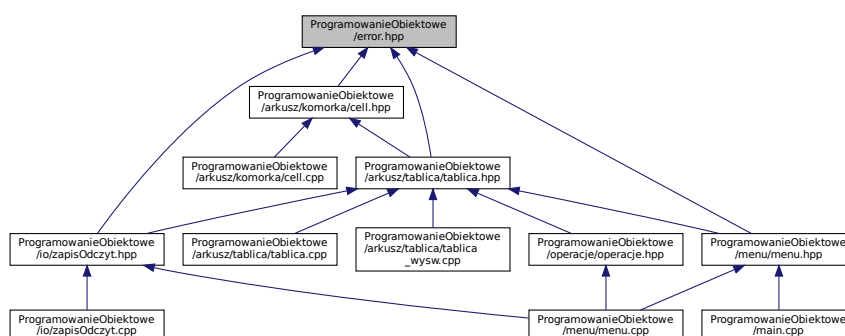 ProgramowanieObiektowe
/error.hpp
ProgramowanieObiektowe
/arkusz/komorka/cell.hpp
ProgramowanieObiektowe
/arkusz/komorka/cell.cpp
ProgramowanieObiektowe
/arkusz/tablica/tablica.hpp
ProgramowanieObiektowe
/io/zapisOdczyt.hpp
ProgramowanieObiektowe
/arkusz/tablica/tablica.cpp
ProgramowanieObiektowe
/arkusz/tablica/tablica
_wysw.cpp
ProgramowanieObiektowe
/operacje/operacje.hpp
ProgramowanieObiektowe
/menu/menu.hpp
ProgramowanieObiektowe
/io/zapisOdczyt.cpp
ProgramowanieObiektowe
/menu/menu.cpp
ProgramowanieObiektowe
/main.cpp